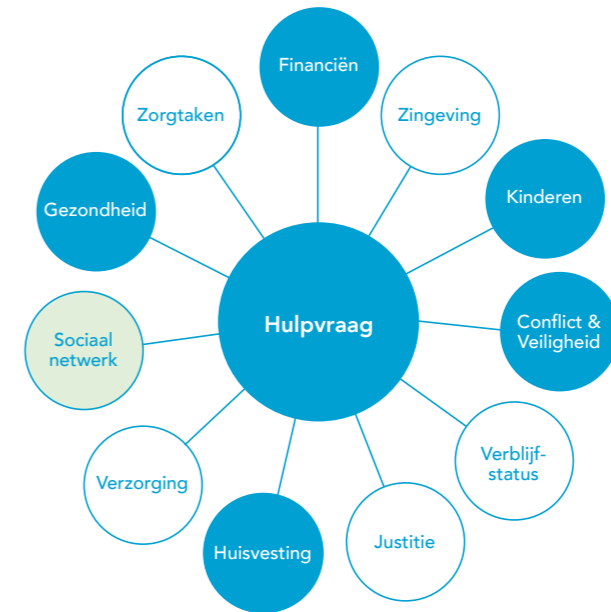 Financiën
Zorgtaken
Zingeving
Gezondheid
Kinderen
Hulpvraag
Conflict &
Veiligheid
Sociaal
netwerk
Verblijf-
status
Verzorging
Justitie
Huisvesting